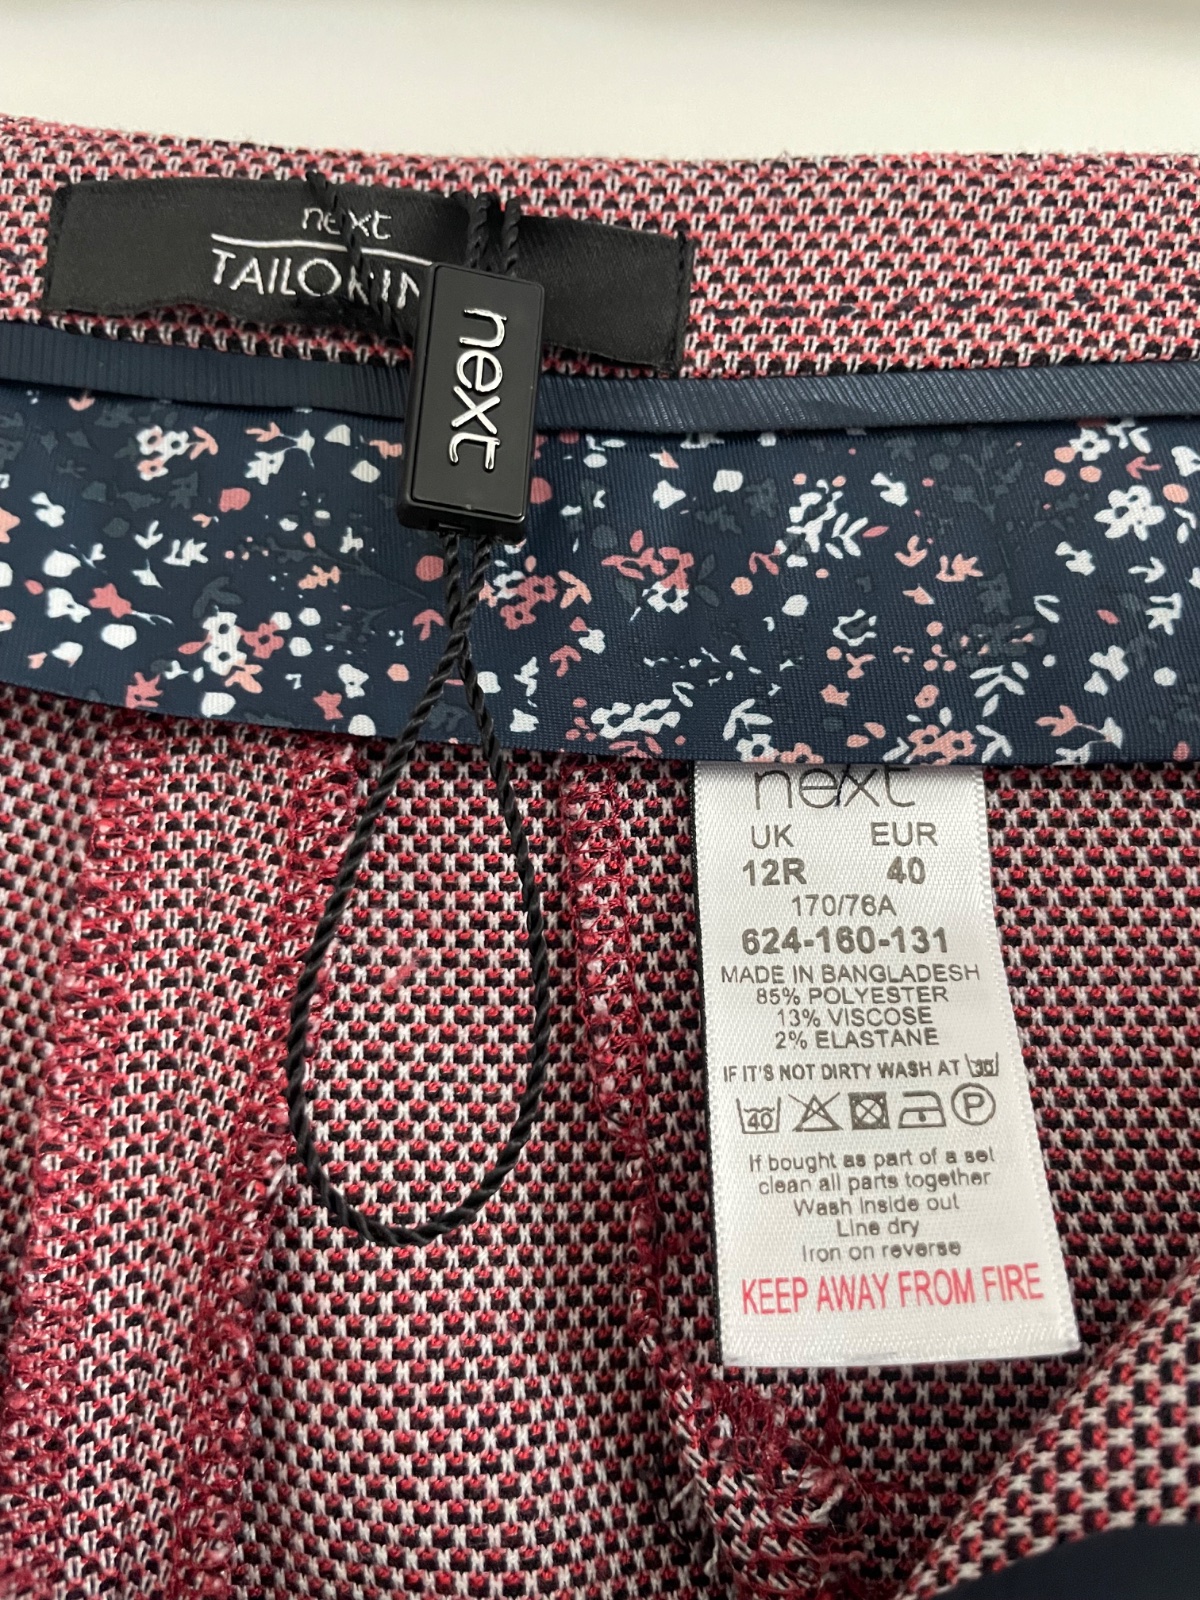 next
TAILORIN
next
next
UK EUR
12R 40
170/76A
624-160-131
MADE IN BANGLADESH
85% POLYESTER
13% VISCOSE
2% ELASTANE
IF IT'S NOT DIRTY WASH AT 30
40 P
If bought as part of a set
clean all parts together
Wash inside out
Line dry
Iron on reverse
KEEP AWAY FROM FIRE